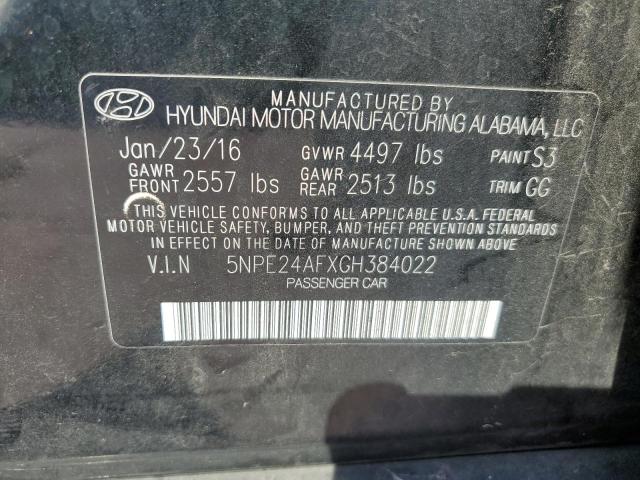 MANUFACTURED BY
HYUNDAI MOTOR MANUFACTURING ALABAMA, LLC
Jan/23/16 GVWR 4497 lbs PAINT S3
GAWR FRONT 2557 lbs GAWR REAR 2513 lbs TRIM GG
THIS VEHICLE CONFORMS TO ALL APPLICABLE U.S.A. FEDERAL
MOTOR VEHICLE SAFETY, BUMPER, AND THEFT PREVENTION STANDARDS
IN EFFECT ON THE DATE OF MANUFACTURE SHOWN ABOVE.
V.I.N 5NPE24AFXGH384022
PASSENGER CAR